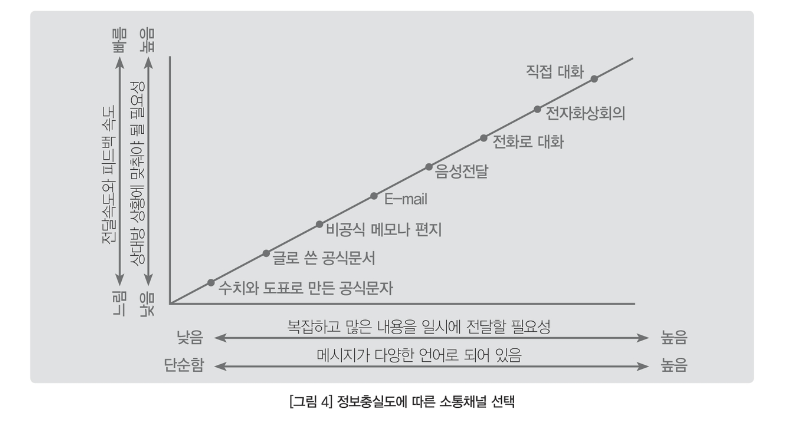 빠름
높음
전달속도와 피드백 속도
상대방 상황에 맞춰야 될 필요성
느림
낮음
직접 대화
전자화상회의
전화로 대화
음성전달
E-mail
비공식 메모나 편지
글로 쓴 공식문서
수치와 도표로 만든 공식문자
복잡하고 많은 내용을 일시에 전달할 필요성
낮음
높음
메시지가 다양한 언어로 되어 있음
단순함
높음
[그림 4] 정보충실도에 따른 소통채널 선택